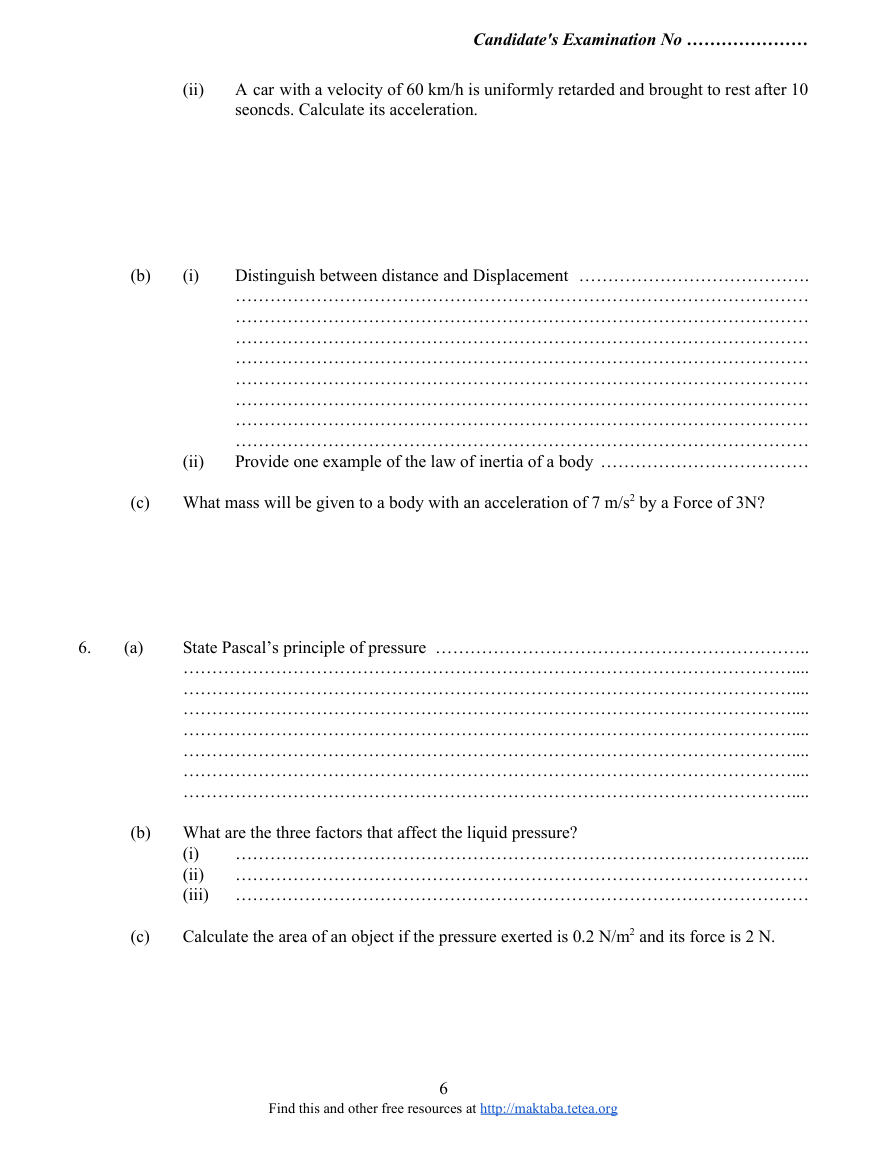 Candidate's Examination No …………………
(ii) A car with a velocity of 60 km/h is uniformly retarded and brought to rest after 10
seoncds. Calculate its acceleration.
(b) (i) Distinguish between distance and Displacement ………………………………….
………………………………………………………………………………………
………………………………………………………………………………………
………………………………………………………………………………………
………………………………………………………………………………………
………………………………………………………………………………………
………………………………………………………………………………………
………………………………………………………………………………………
………………………………………………………………………………………
(ii) Provide one example of the law of inertia of a body ………………………………
(c) What mass will be given to a body with an acceleration of 7 m/s² by a Force of 3N?
6. (a) State Pascal’s principle of pressure ………………………………………………………..
……………………………………………………………………………………………....
……………………………………………………………………………………………....
……………………………………………………………………………………………....
……………………………………………………………………………………………....
……………………………………………………………………………………………....
……………………………………………………………………………………………....
……………………………………………………………………………………………....
(b) What are the three factors that affect the liquid pressure?
(i) ……………………………………………………………………………………....
(ii) ………………………………………………………………………………………
(iii) ………………………………………………………………………………………
(c) Calculate the area of an object if the pressure exerted is 0.2 N/m² and its force is 2 N.
6
Find this and other free resources at http://maktaba.tetea.org